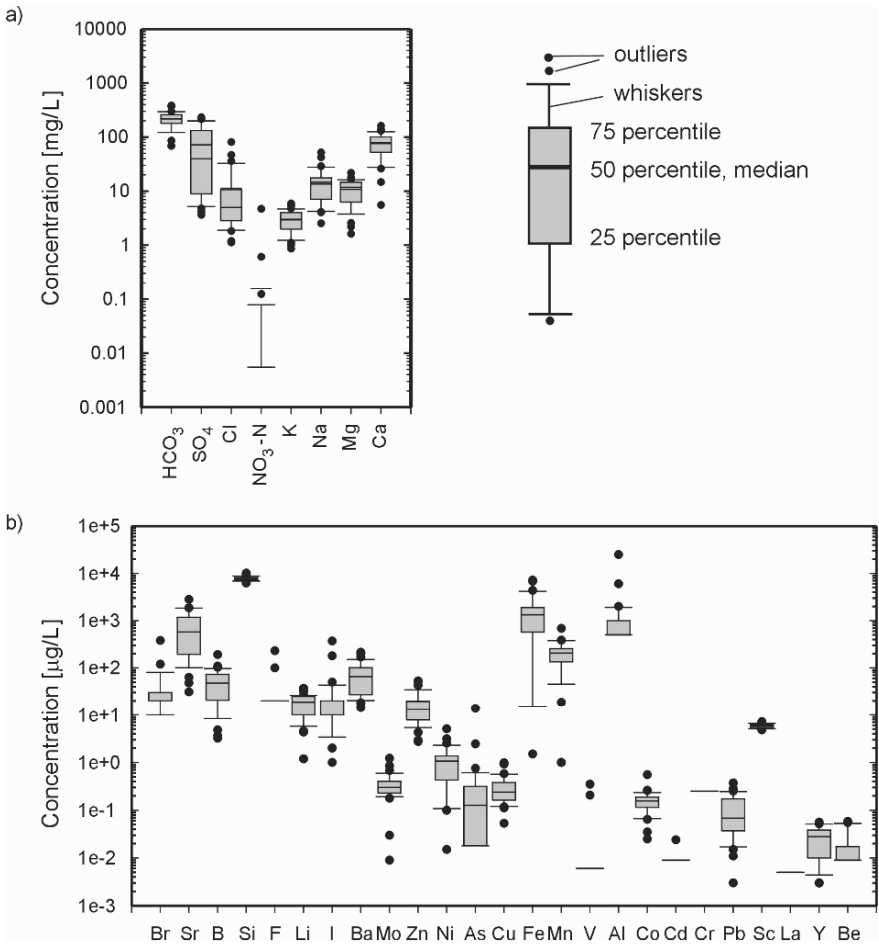 a)
10000
1000
100
10
1
0.1
0.01
0.001
Concentration [mg/L]
HCO3 SO4 Cl NO3-N K Na Mg Ca
outliers
whiskers
75 percentile
50 percentile, median
25 percentile
b)
1e+5
1e+4
1e+3
1e+2
1e+1
1e+0
1e-1
1e-2
1e-3
Concentration [µg/L]
Br Sr B Si F Li I Ba Mo Zn Ni As Cu Fe Mn V Al Co Cd Cr Pb Sc La Y Be